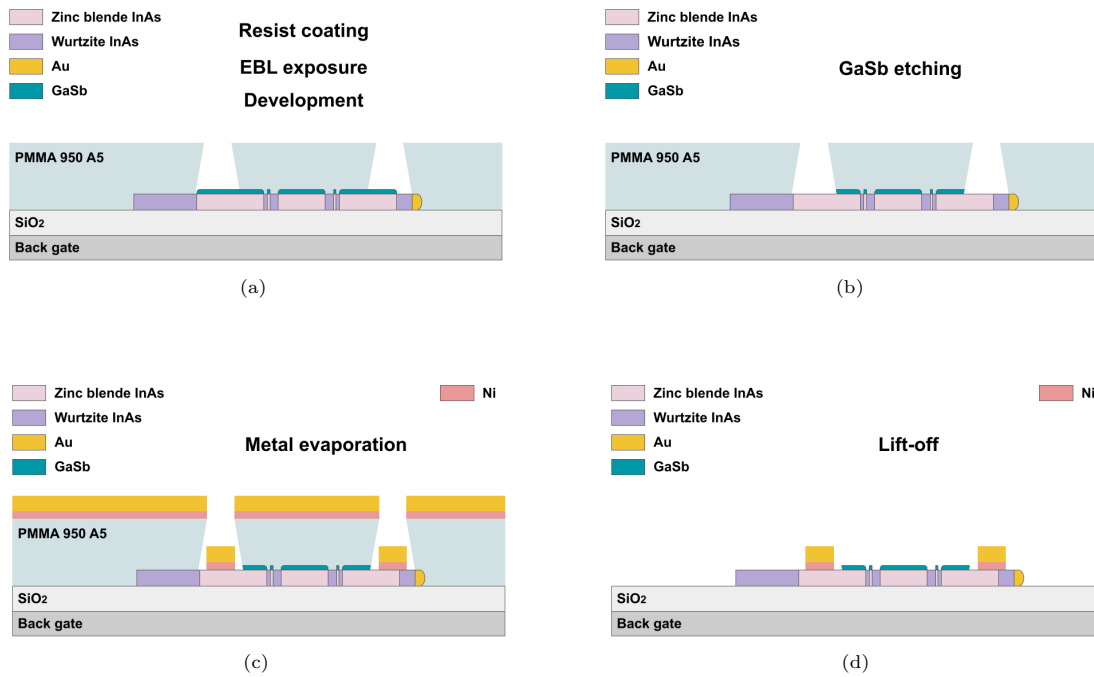 Zinc blende InAs
Wurtzite InAs
Au
GaSb
Resist coating
EBL exposure
Development
PMMA 950 A5
SiO2
Back gate
(a)
Zinc blende InAs
Wurtzite InAs
Au
GaSb
GaSb etching
PMMA 950 A5
SiO2
Back gate
(b)
Zinc blende InAs
Wurtzite InAs
Au
GaSb
Ni
Metal evaporation
PMMA 950 A5
SiO2
Back gate
(c)
Zinc blende InAs
Wurtzite InAs
Au
GaSb
Ni
Lift-off
SiO2
Back gate
(d)